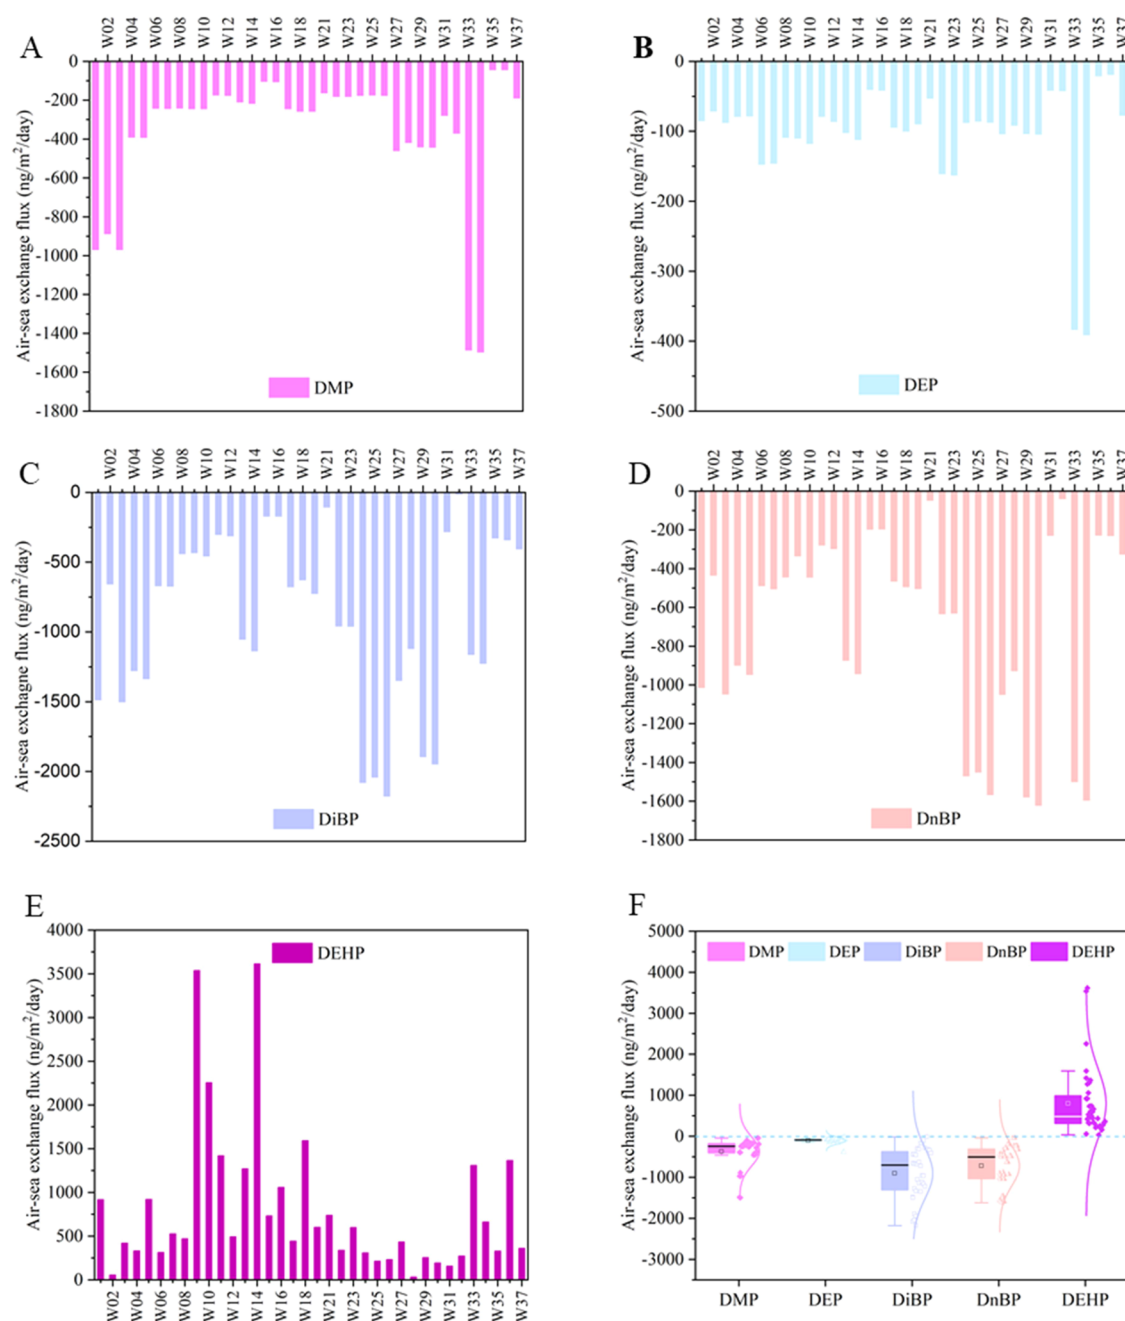 A
W02 W04 W06 W08 W10 W12 W14 W16 W18 W21 W23 W25 W27 W29 W31 W33 W35 W37
0
-200
-400
-600
-800
-1000
-1200
-1400
-1600
-1800
Air-sea exchange flux (ng/m²/day)
DMP
B
W02 W04 W06 W08 W10 W12 W14 W16 W18 W21 W23 W25 W27 W29 W31 W33 W35 W37
0
-100
-200
-300
-400
-500
Air-sea exchange flux (ng/m²/day)
DEP
C
W02 W04 W06 W08 W10 W12 W14 W16 W18 W21 W23 W25 W27 W29 W31 W33 W35 W37
0
-500
-1000
-1500
-2000
-2500
Air-sea exchagne flux (ng/m²/day)
DiBP
D
W02 W04 W06 W08 W10 W12 W14 W16 W18 W21 W23 W25 W27 W29 W31 W33 W35 W37
0
-200
-400
-600
-800
-1000
-1200
-1400
-1600
-1800
Air-sea exchange flux (ng/m²/day)
DnBP
E
4000
3500
3000
2500
2000
1500
1000
500
0
Air-sea exchange flux (ng/m²/day)
DEHP
W02 W04 W06 W08 W10 W12 W14 W16 W18 W21 W23 W25 W27 W29 W31 W33 W35 W37
F
5000
4000
3000
2000
1000
0
-1000
-2000
-3000
Air-sea exchange flux (ng/m²/day)
DMP DEP DiBP DnBP DEHP
DMP DEP DiBP DnBP DEHP